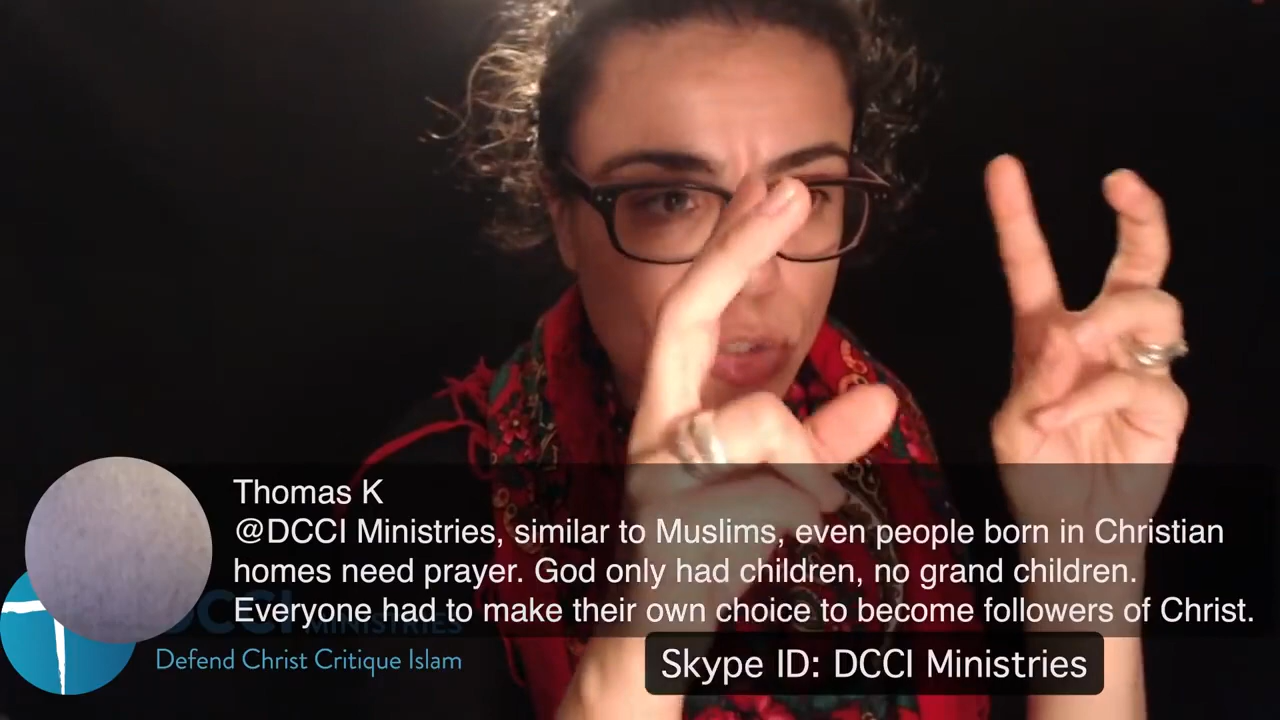 Thomas K
@DCCI Ministries, similar to Muslims, even people born in Christian
homes need prayer. God only had children, no grand children.
Everyone had to make their own choice to become followers of Christ.
DCCI MINISTRIES
Defend Christ Critique Islam
Skype ID: DCCI Ministries